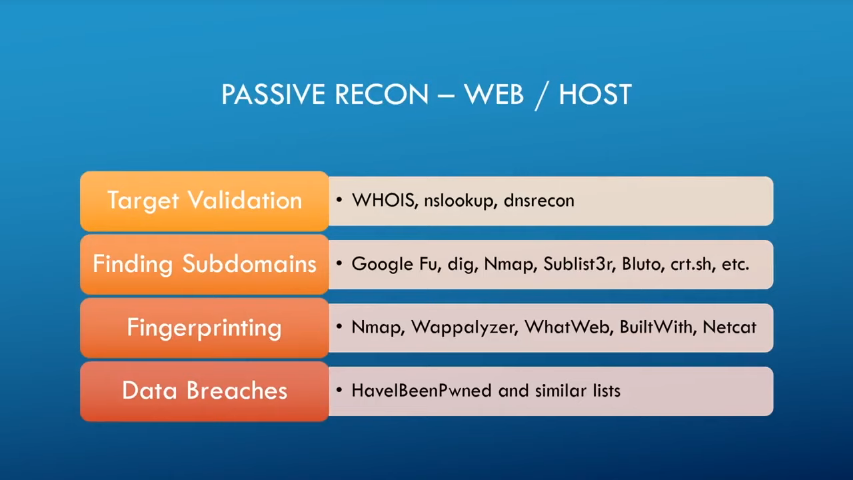 PASSIVE RECON – WEB / HOST
Target Validation
• WHOIS, nslookup, dnsrecon
Finding Subdomains
• Google Fu, dig, Nmap, Sublist3r, Bluto, crt.sh, etc.
Fingerprinting
• Nmap, Wappalyzer, WhatWeb, BuiltWith, Netcat
Data Breaches
• HaveIBeenPwned and similar lists